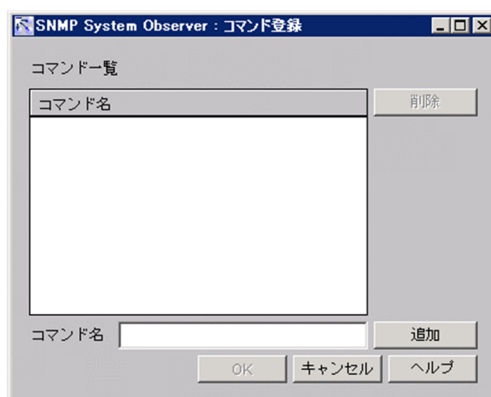 SNMP System Observer : コマンド登録
コマンド一覧
コマンド名
削除
コマンド名
追加
OK キャンセル ヘルプ